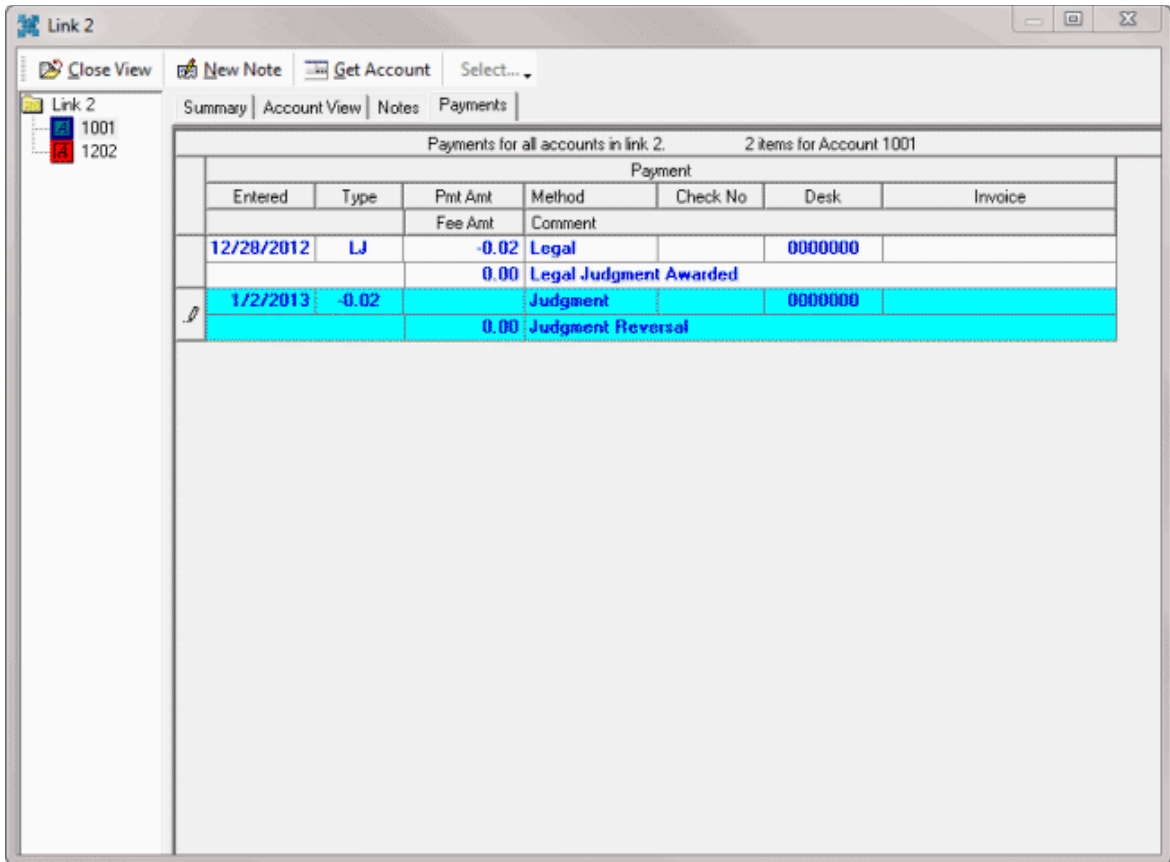 Link 2
Close View New Note Get Account Select...
Link 2
1001
1202
Summary Account View Notes Payments
Payments for all accounts in link 2. 2 items for Account 1001
Payment
Entered Type Pmt Amt Method Check No Desk Invoice
Fee Amt Comment
12/28/2012 LJ -0.02 Legal 0000000
0.00 Legal Judgment Awarded
1/2/2013 -0.02 Judgment 0000000
0.00 Judgment Reversal